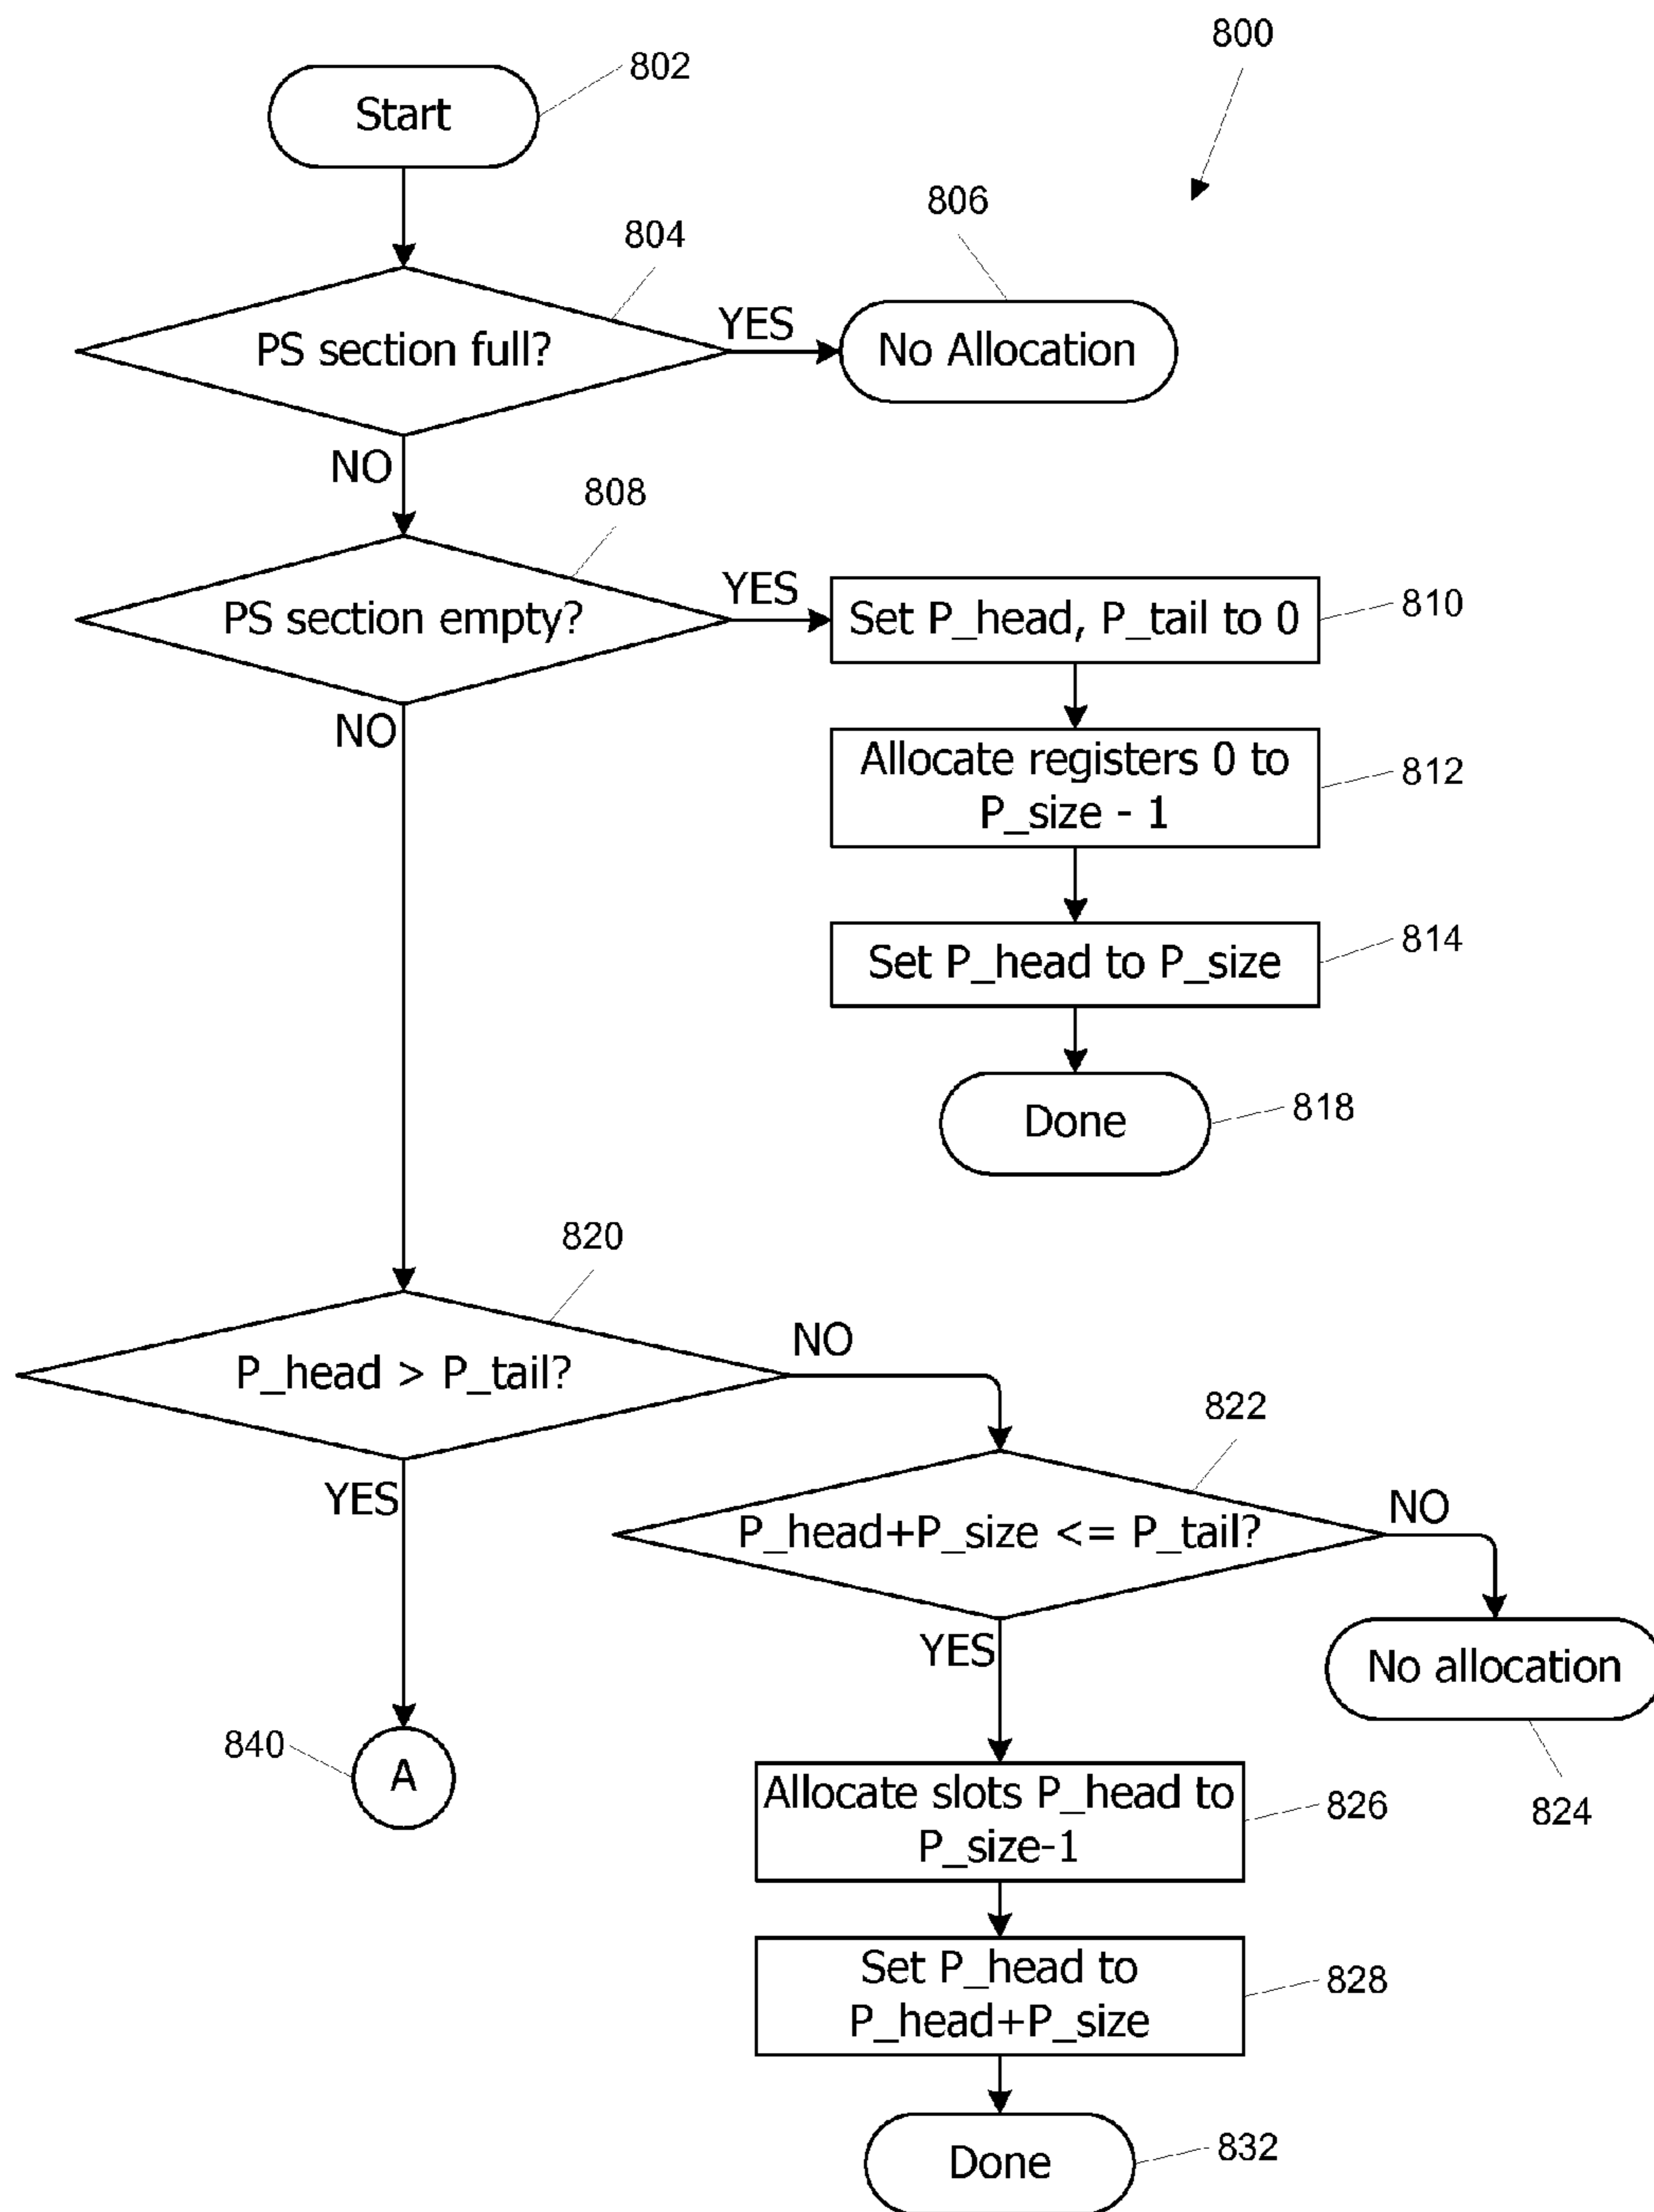 800
802
Start
806
804
YES
PS section full?
No Allocation
NO
808
YES
PS section empty?
Set P_head, P_tail to 0
810
NO
Allocate registers 0 to
P_size - 1
812
Set P_head to P_size
814
Done
818
820
NO
P_head > P_tail?
822
YES
NO
P_head+P_size <= P_tail?
YES
No allocation
840
A
Allocate slots P_head to
P_size-1
826
824
Set P_head to
P_head+P_size
828
Done
832